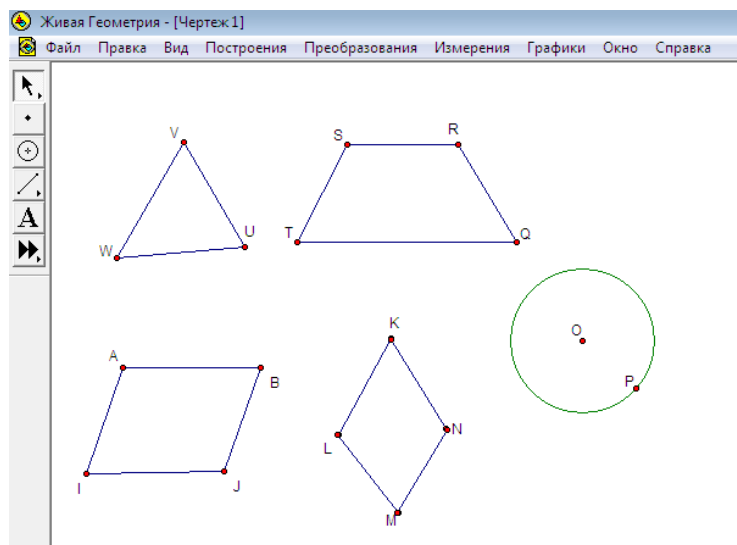 Живая Геометрия - [Чертеж 1]
Файл Правка Вид Построения Преобразования Измерения Графики Окно Справка
A
V
S
R
W
U
T
Q
K
O
A
B
P
L
N
I
J
M